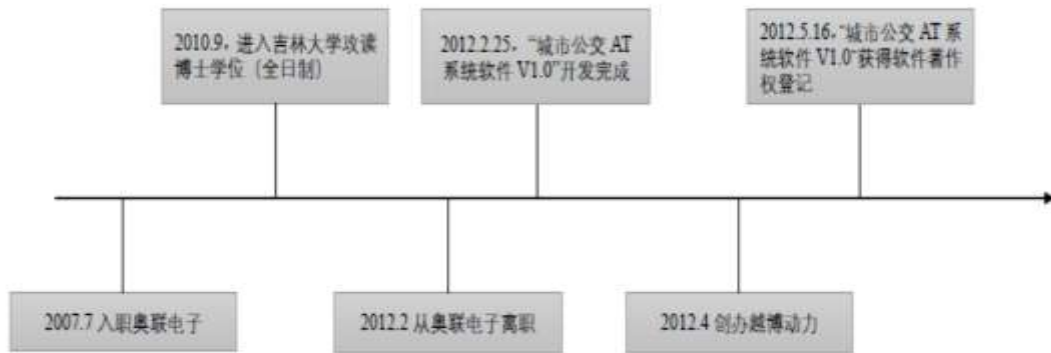 2010.9，进入吉林大学攻读
博士学位（全日制）
2012.2.25，“城市公交 AT
系统软件 V1.0”开发完成
2012.5.16，“城市公交 AT 系
统软件 V1.0”获得软件著作
权登记
2007.7 入职奥联电子
2012.2 从奥联电子离职
2012.4 创办越博动力